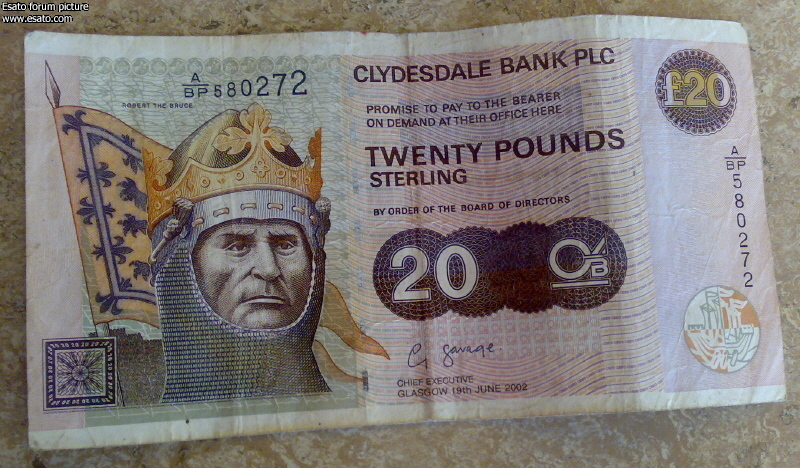 Esato forum picture
www.esato.com
A
BP 580272
ROBERT THE BRUCE
CLYDESDALE BANK PLC
PROMISE TO PAY TO THE BEARER
ON DEMAND AT THEIR OFFICE HERE
TWENTY POUNDS
STERLING
BY ORDER OF THE BOARD OF DIRECTORS
20
CB
G Savage
CHIEF EXECUTIVE
GLASGOW 19TH JUNE 2002
£20
A
BP
580272